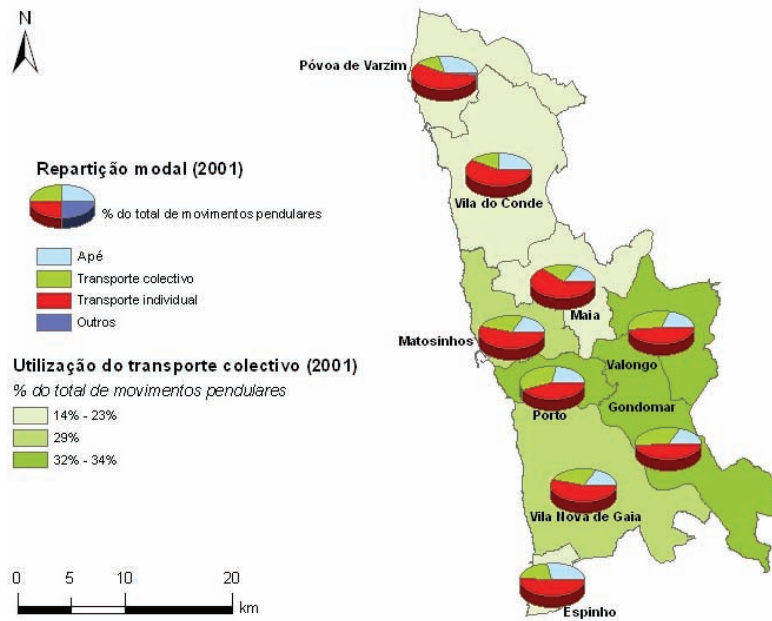 N
Póvoa de Varzim
Repartição modal (2001)
% do total de movimentos pendulares
Vila do Conde
Apé
Transporte colectivo
Transporte individual
Outros
Maia
Matosinhos
Utilização do transporte colectivo (2001)
% do total de movimentos pendulares
Valongo
14% - 23%
Porto
Gondomar
29%
32% - 34%
Vila Nova de Gaia
0 5 10 20
km
Espinho